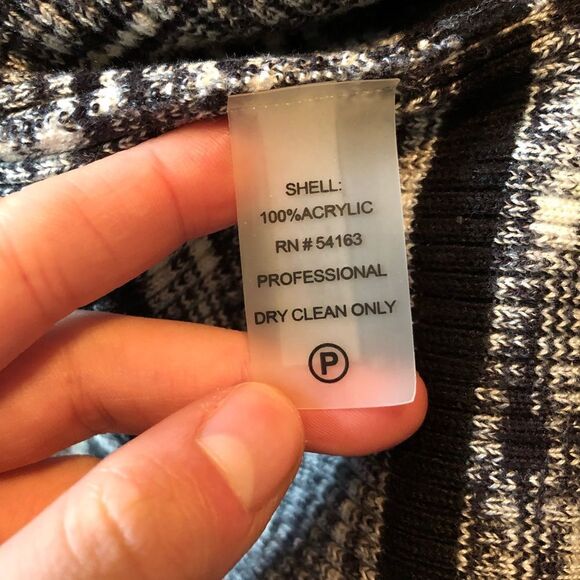 SHELL:
100%ACRYLIC
RN # 54163
PROFESSIONAL
DRY CLEAN ONLY
P